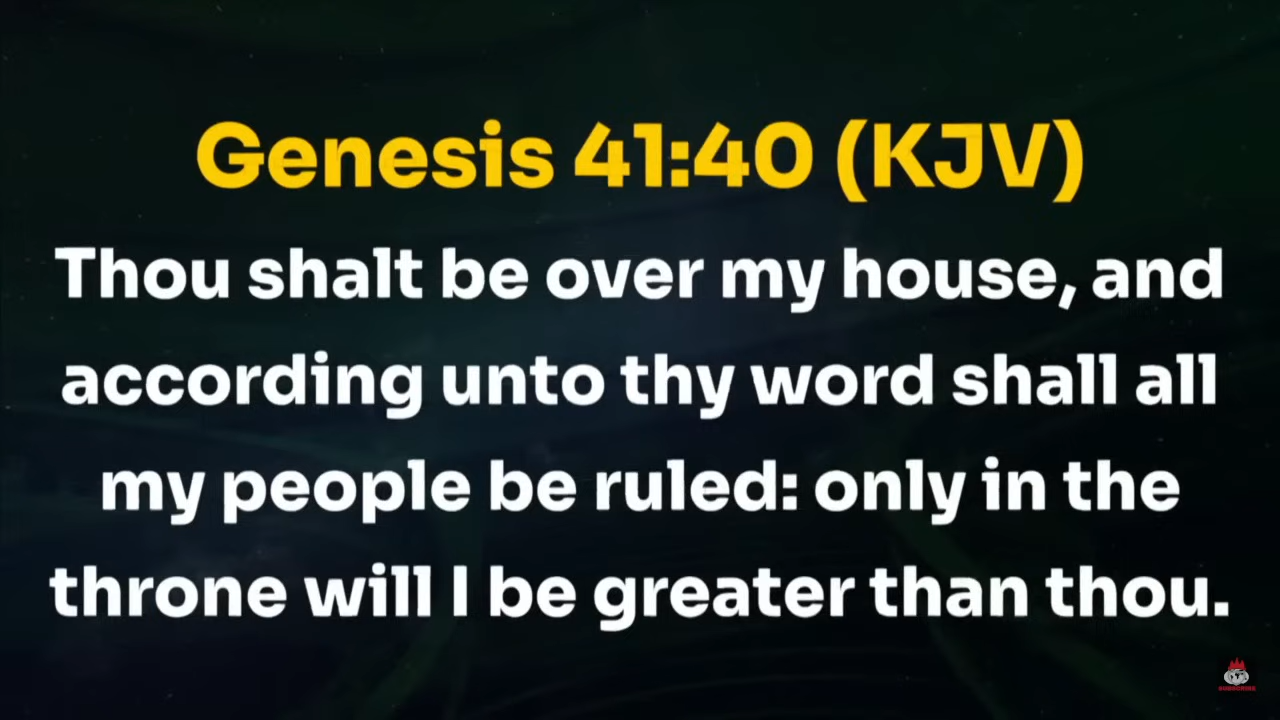 Genesis 41:40 (KJV)
Thou shalt be over my house, and
according unto thy word shall all
my people be ruled: only in the
throne will I be greater than thou.
SUBSCRIBE